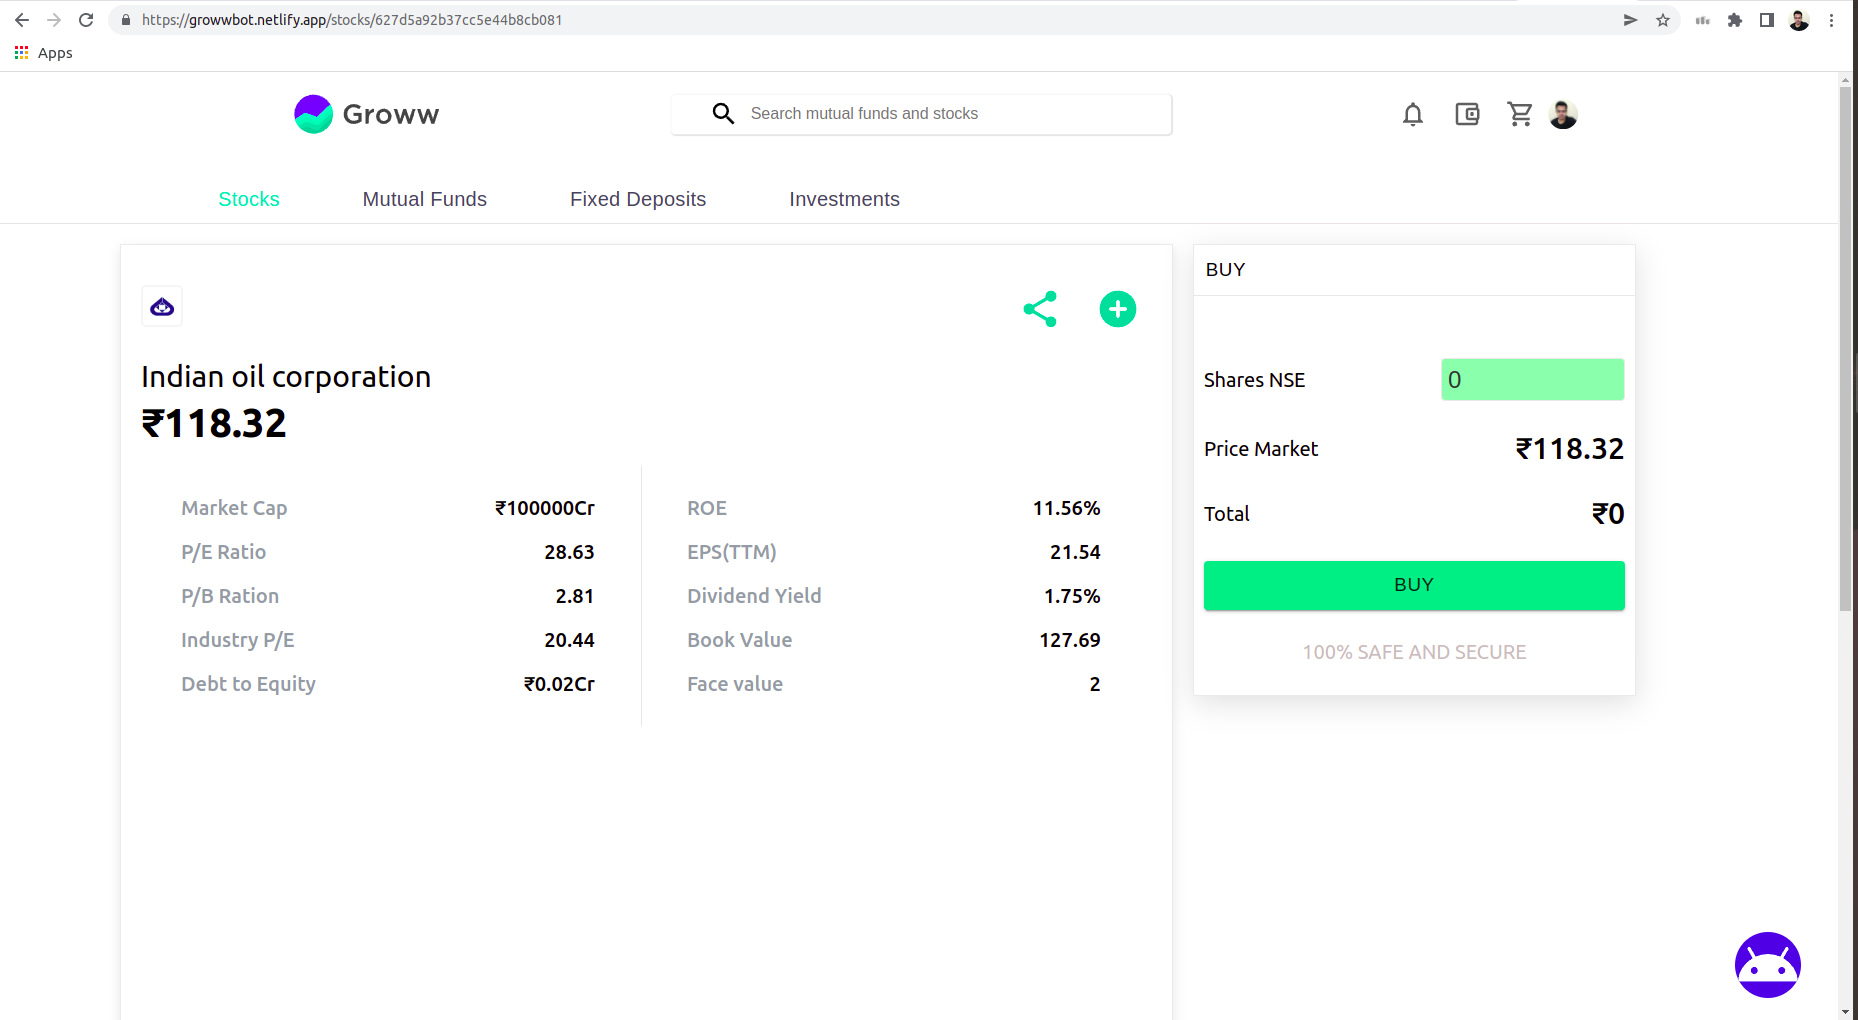 https://growwbot.netlify.app/stocks/627d5a92b37cc5e44b8cb081
Apps
Groww
Search mutual funds and stocks
Stocks Mutual Funds Fixed Deposits Investments
Indian oil corporation
₹118.32
Market Cap ₹100000Cr
P/E Ratio 28.63
P/B Ration 2.81
Industry P/E 20.44
Debt to Equity ₹0.02Cr
ROE 11.56%
EPS(TTM) 21.54
Dividend Yield 1.75%
Book Value 127.69
Face value 2
BUY
Shares NSE 0
Price Market ₹118.32
Total ₹0
BUY
100% SAFE AND SECURE